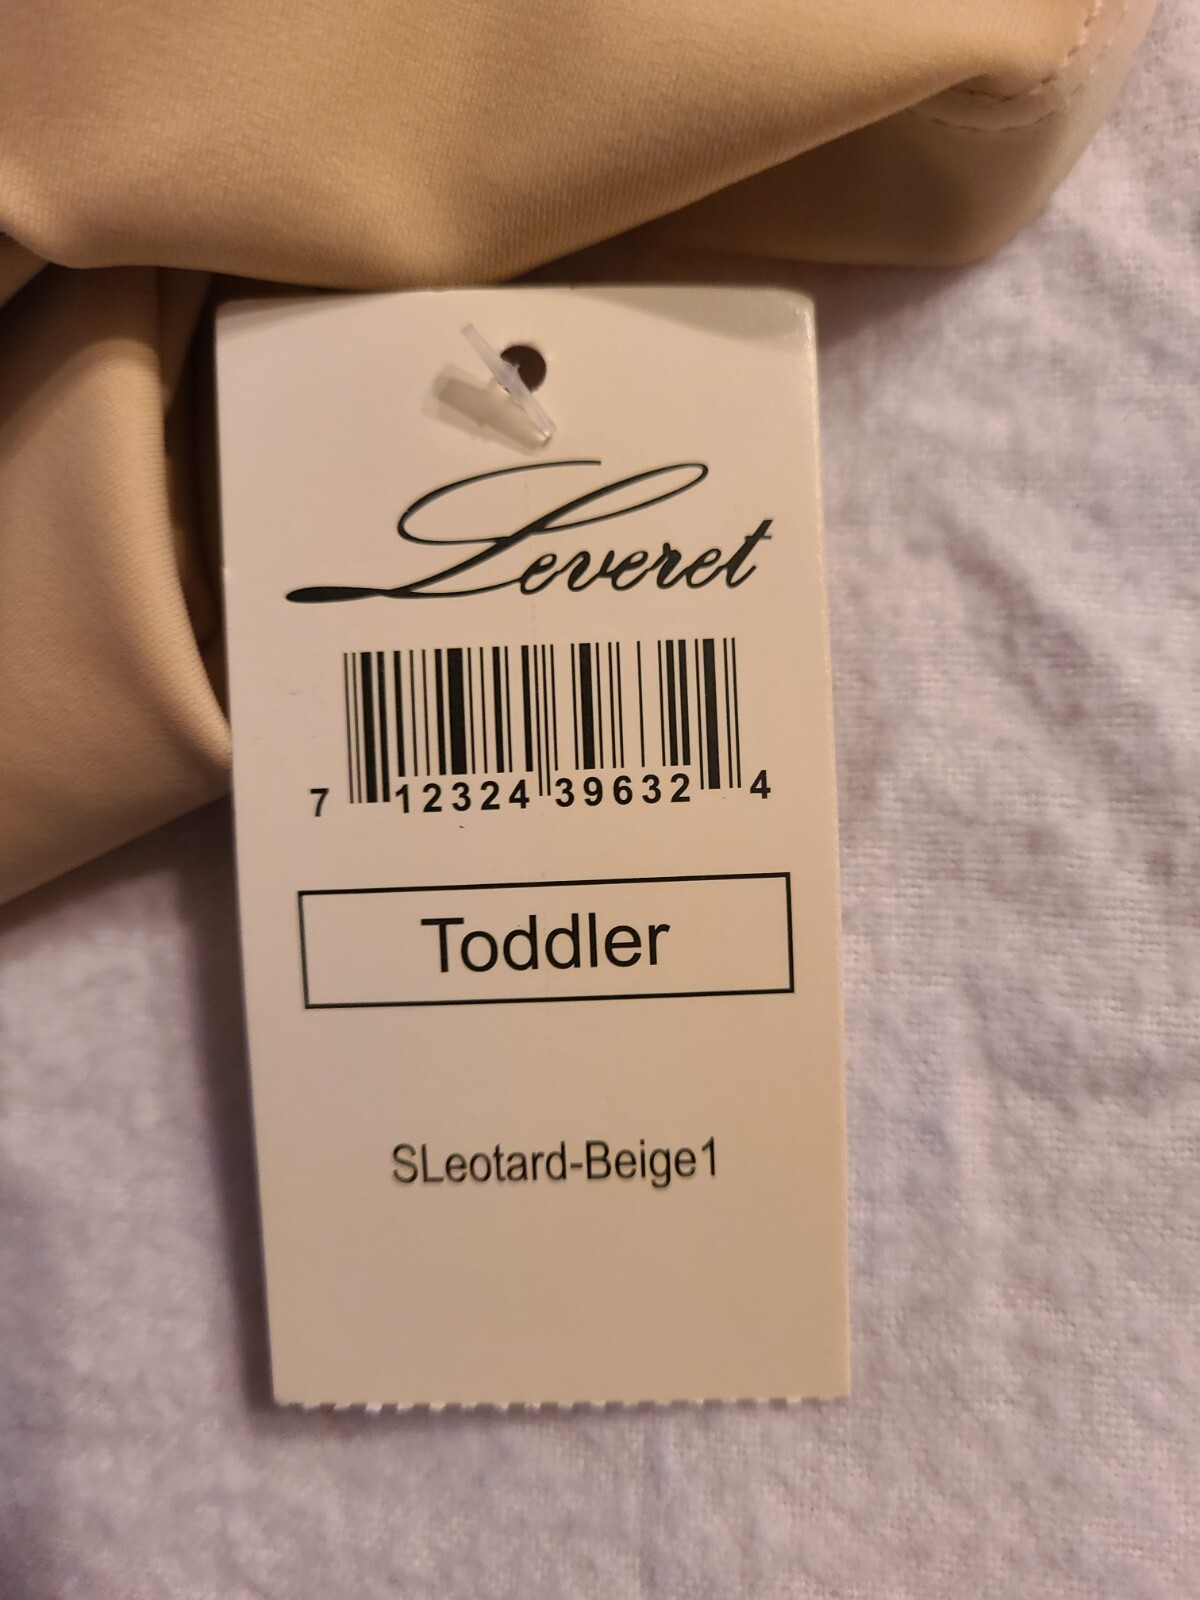 Leveret
7 12324 39632 4
Toddler
SLeotard-Beige1